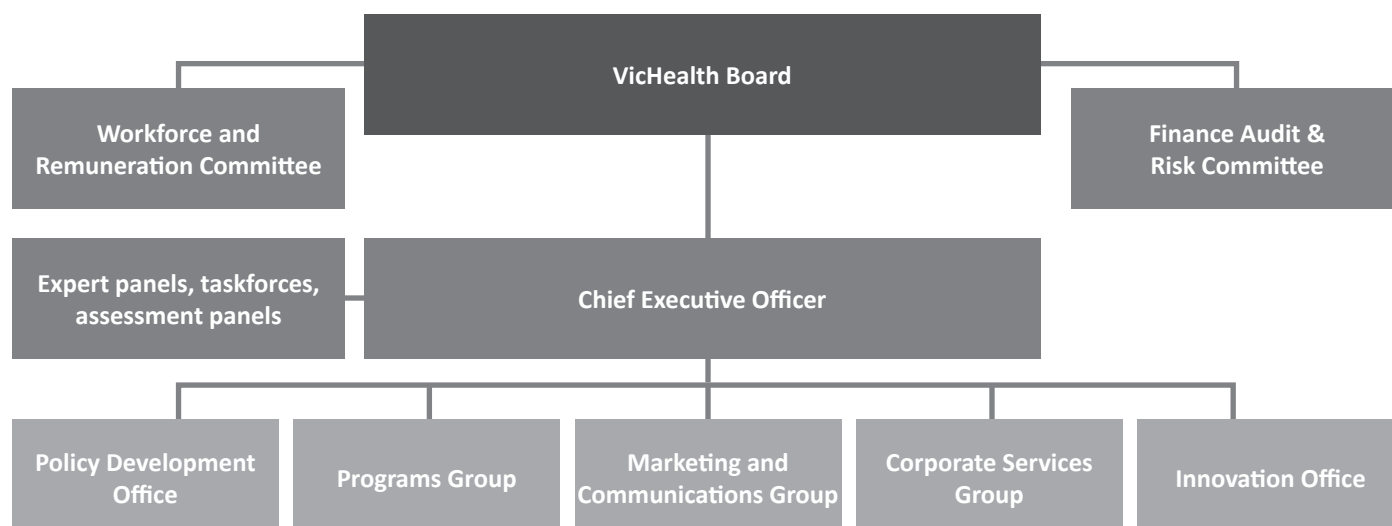 VicHealth Board
Workforce and
Remuneration Committee
Finance Audit &
Risk Committee
Expert panels, taskforces,
assessment panels
Chief Executive Officer
Policy Development
Office
Programs Group
Marketing and
Communications Group
Corporate Services
Group
Innovation Office